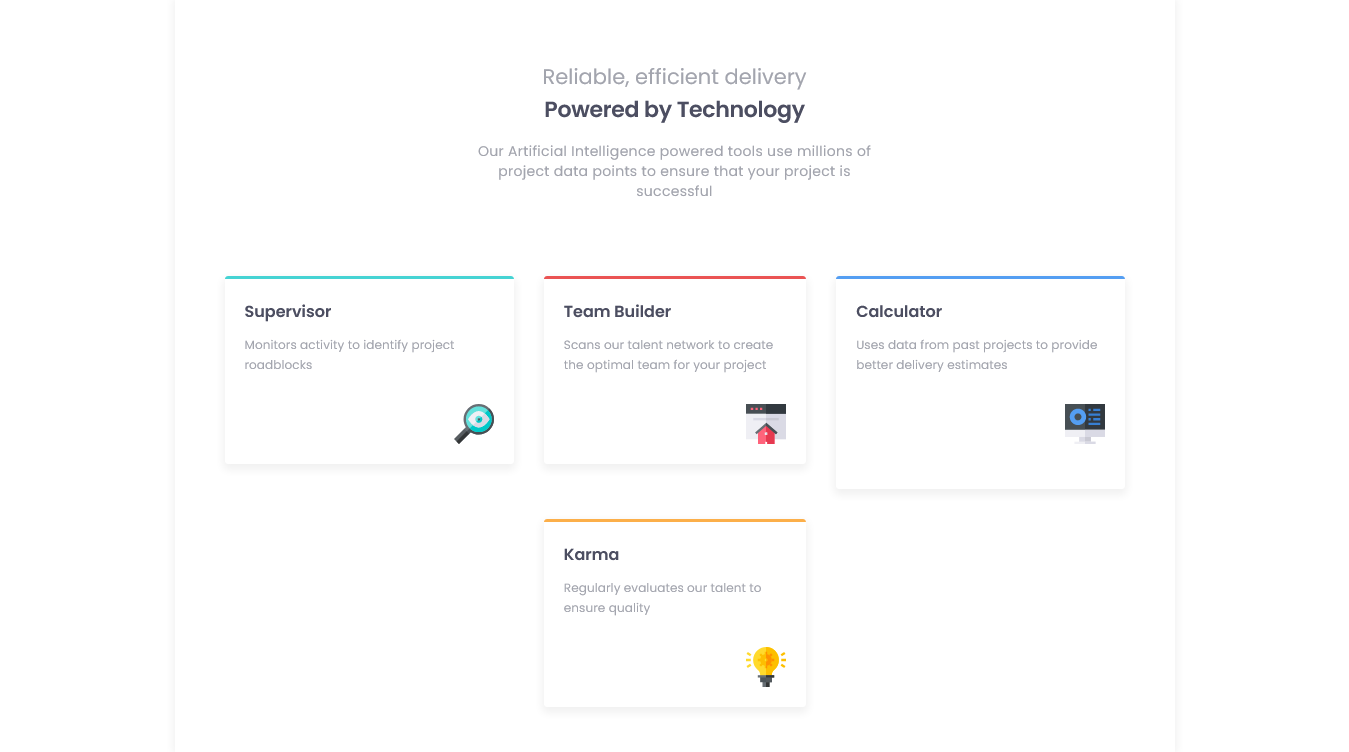 Reliable, efficient delivery
Powered by Technology
Our Artificial Intelligence powered tools use millions of
project data points to ensure that your project is
successful
Supervisor
Monitors activity to identify project
roadblocks
Team Builder
Scans our talent network to create
the optimal team for your project
Calculator
Uses data from past projects to provide
better delivery estimates
Karma
Regularly evaluates our talent to
ensure quality